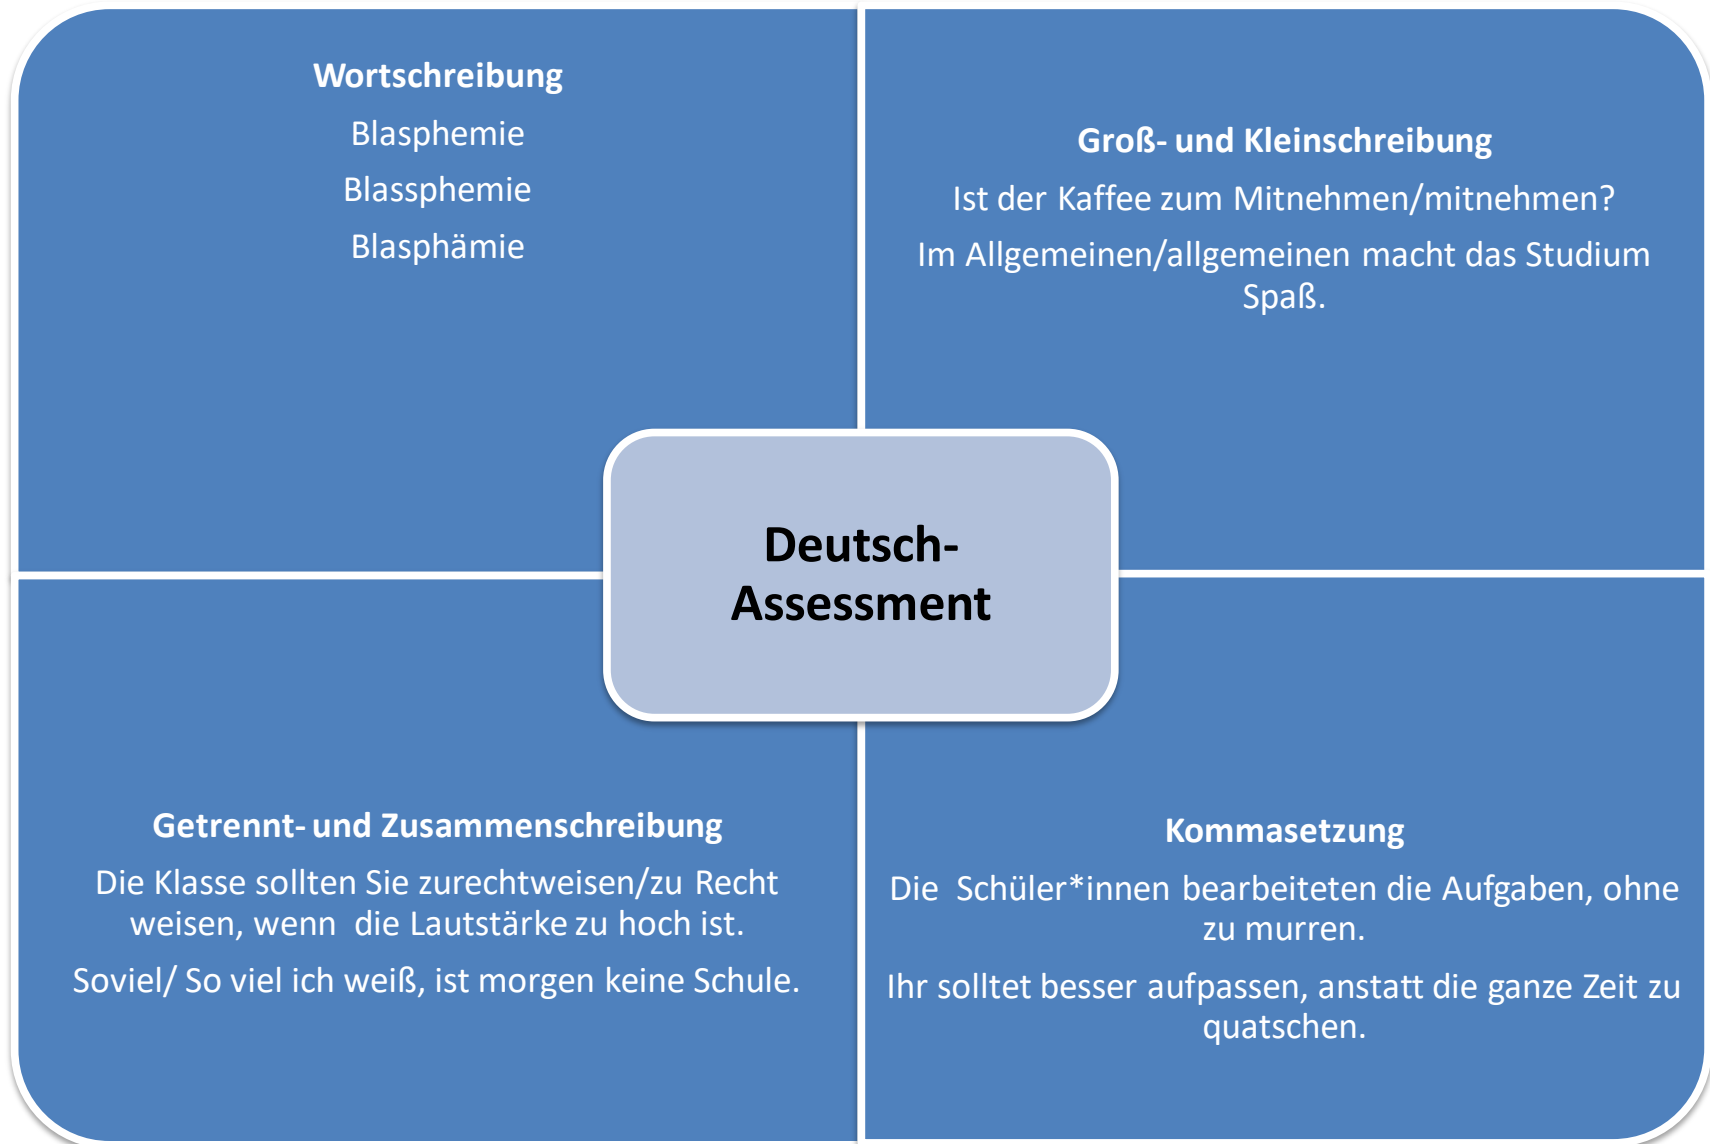 Wortschreibung
Blasphemie
Blassphemie
Blasphämie
Groß- und Kleinschreibung
Ist der Kaffee zum Mitnehmen/mitnehmen?
Im Allgemeinen/allgemeinen macht das Studium
Spaß.
Deutsch-
Assessment
Getrennt- und Zusammenschreibung
Die Klasse sollten Sie zurechtweisen/zu Recht
weisen, wenn die Lautstärke zu hoch ist.
Soviel/ So viel ich weiß, ist morgen keine Schule.
Kommasetzung
Die Schüler*innen bearbeiteten die Aufgaben, ohne
zu murren.
Ihr solltet besser aufpassen, anstatt die ganze Zeit zu
quatschen.